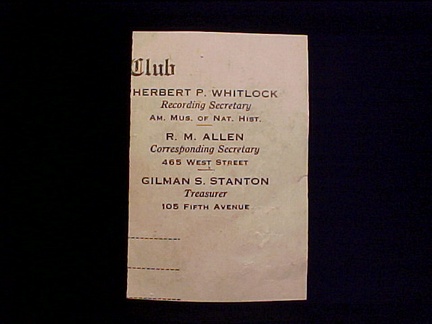 Club
HERBERT P. WHITLOCK
Recording Secretary
AM. MUS. OF NAT. HIST.
R. M. ALLEN
Corresponding Secretary
465 WEST STREET
GILMAN S. STANTON
Treasurer
105 FIFTH AVENUE